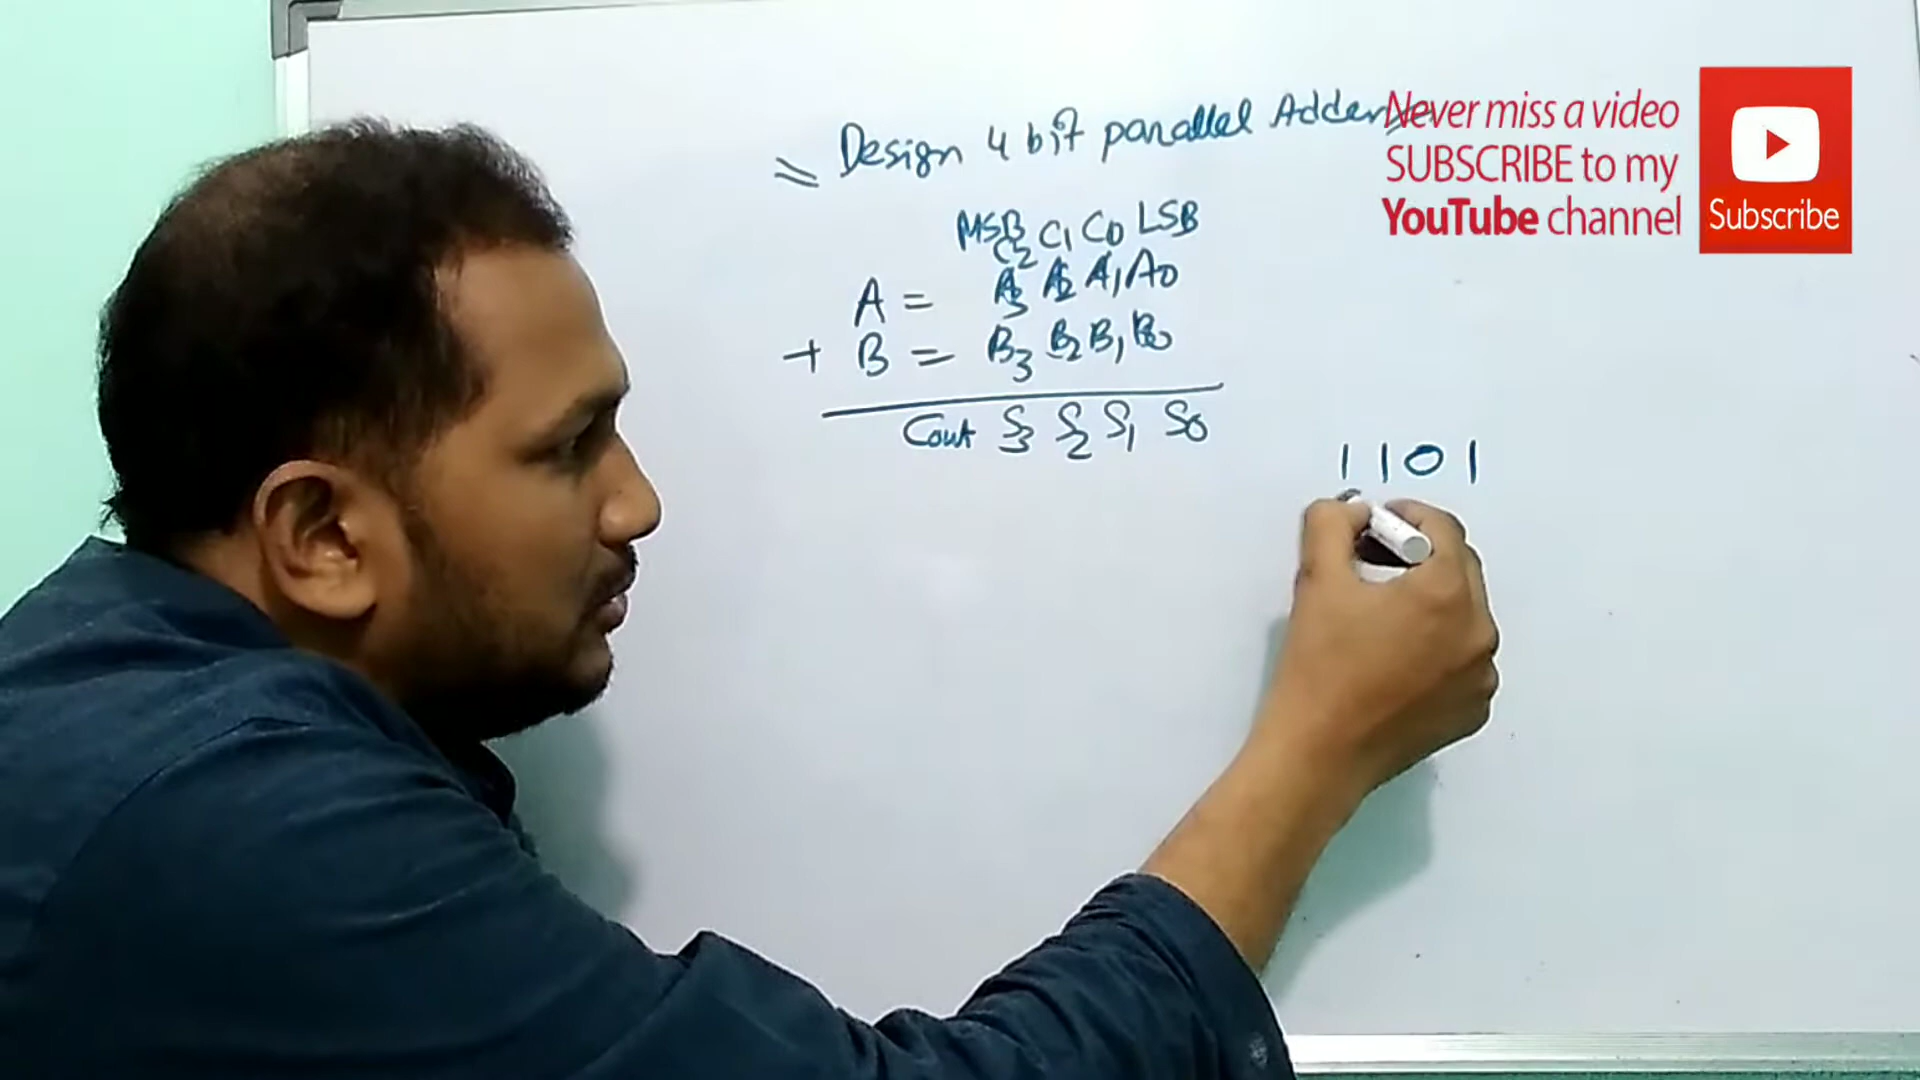 = Design 4 bit parallel Adder
MSB C2 C1 C0 LSB
A = A3 A2 A1 A0
+ B = B3 B2 B1 B0
Cout S3 S2 S1 S0
1 1 0 1
Never miss a video
SUBSCRIBE to my
YouTube channel
Subscribe